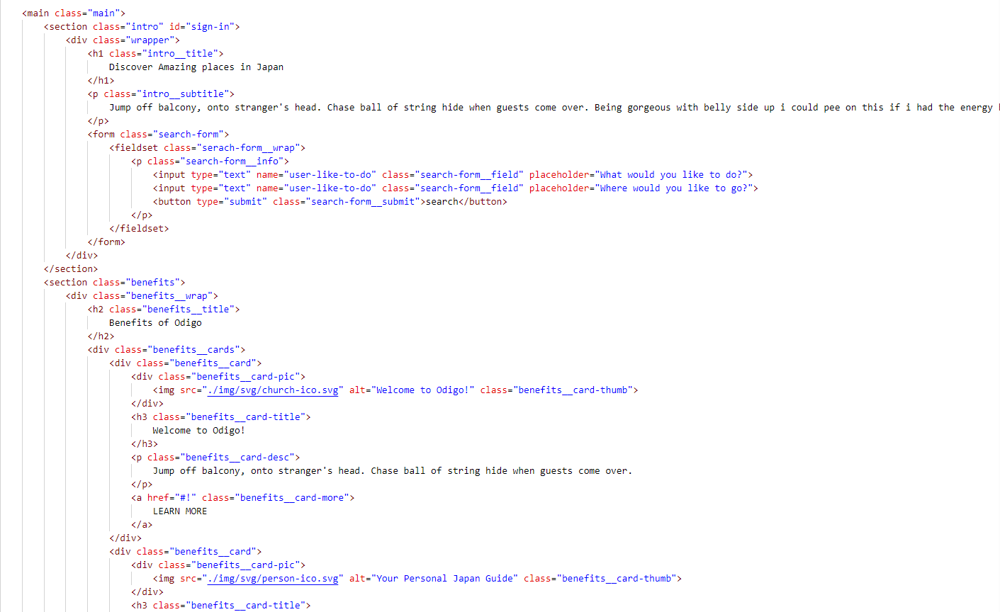 <main class="main">
<section class="intro" id="sign-in">
<div class="wrapper">
<h1 class="intro__title">
Discover Amazing places in Japan
</h1>
<p class="intro__subtitle">
Jump off balcony, onto stranger's head. Chase ball of string hide when guests come over. Being gorgeous with belly side up i could pee on this if i had the energy
</p>
<form class="search-form">
<fieldset class="serach-form__wrap">
<p class="search-form__info">
<input type="text" name="user-like-to-do" class="search-form__field" placeholder="What would you like to do?">
<input type="text" name="user-like-to-do" class="search-form__field" placeholder="Where would you like to go?">
<button type="submit" class="search-form__submit">search</button>
</p>
</fieldset>
</form>
</div>
</section>
<section class="benefits">
<div class="benefits__wrap">
<h2 class="benefits__title">
Benefits of Odigo
</h2>
<div class="benefits__cards">
<div class="benefits__card">
<div class="benefits__card-pic">
<img src="./img/svg/church-ico.svg" alt="Welcome to Odigo!" class="benefits__card-thumb">
</div>
<h3 class="benefits__card-title">
Welcome to Odigo!
</h3>
<p class="benefits__card-desc">
Jump off balcony, onto stranger's head. Chase ball of string hide when guests come over.
</p>
<a href="#!" class="benefits__card-more">
LEARN MORE
</a>
</div>
<div class="benefits__card">
<div class="benefits__card-pic">
<img src="./img/svg/person-ico.svg" alt="Your Personal Japan Guide" class="benefits__card-thumb">
</div>
<h3 class="benefits__card-title">